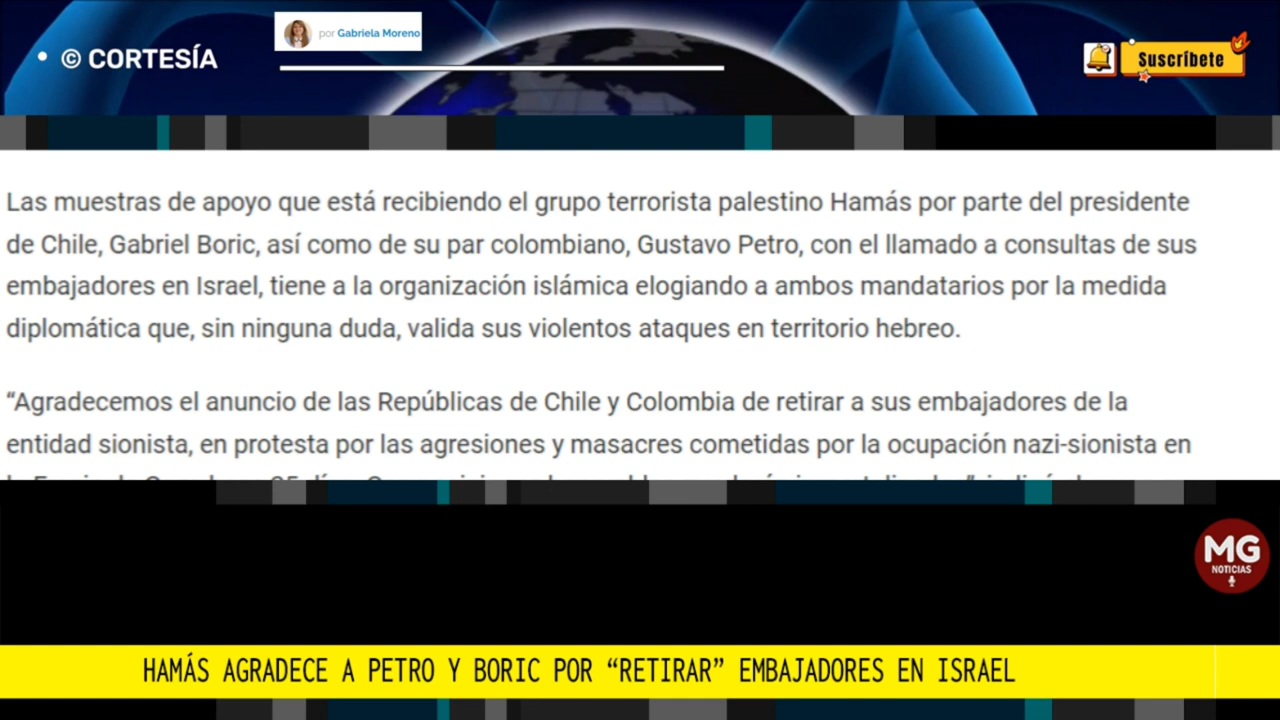 • © CORTESÍA
por Gabriela Moreno
Suscríbete
Las muestras de apoyo que está recibiendo el grupo terrorista palestino Hamás por parte del presidente
de Chile, Gabriel Boric, así como de su par colombiano, Gustavo Petro, con el llamado a consultas de sus
embajadores en Israel, tiene a la organización islámica elogiando a ambos mandatarios por la medida
diplomática que, sin ninguna duda, valida sus violentos ataques en territorio hebreo.
“Agradecemos el anuncio de las Repúblicas de Chile y Colombia de retirar a sus embajadores de la
entidad sionista, en protesta por las agresiones y masacres cometidas por la ocupación nazi-sionista en
MG
NOTICIAS
HAMÁS AGRADECE A PETRO Y BORIC POR “RETIRAR” EMBAJADORES EN ISRAEL